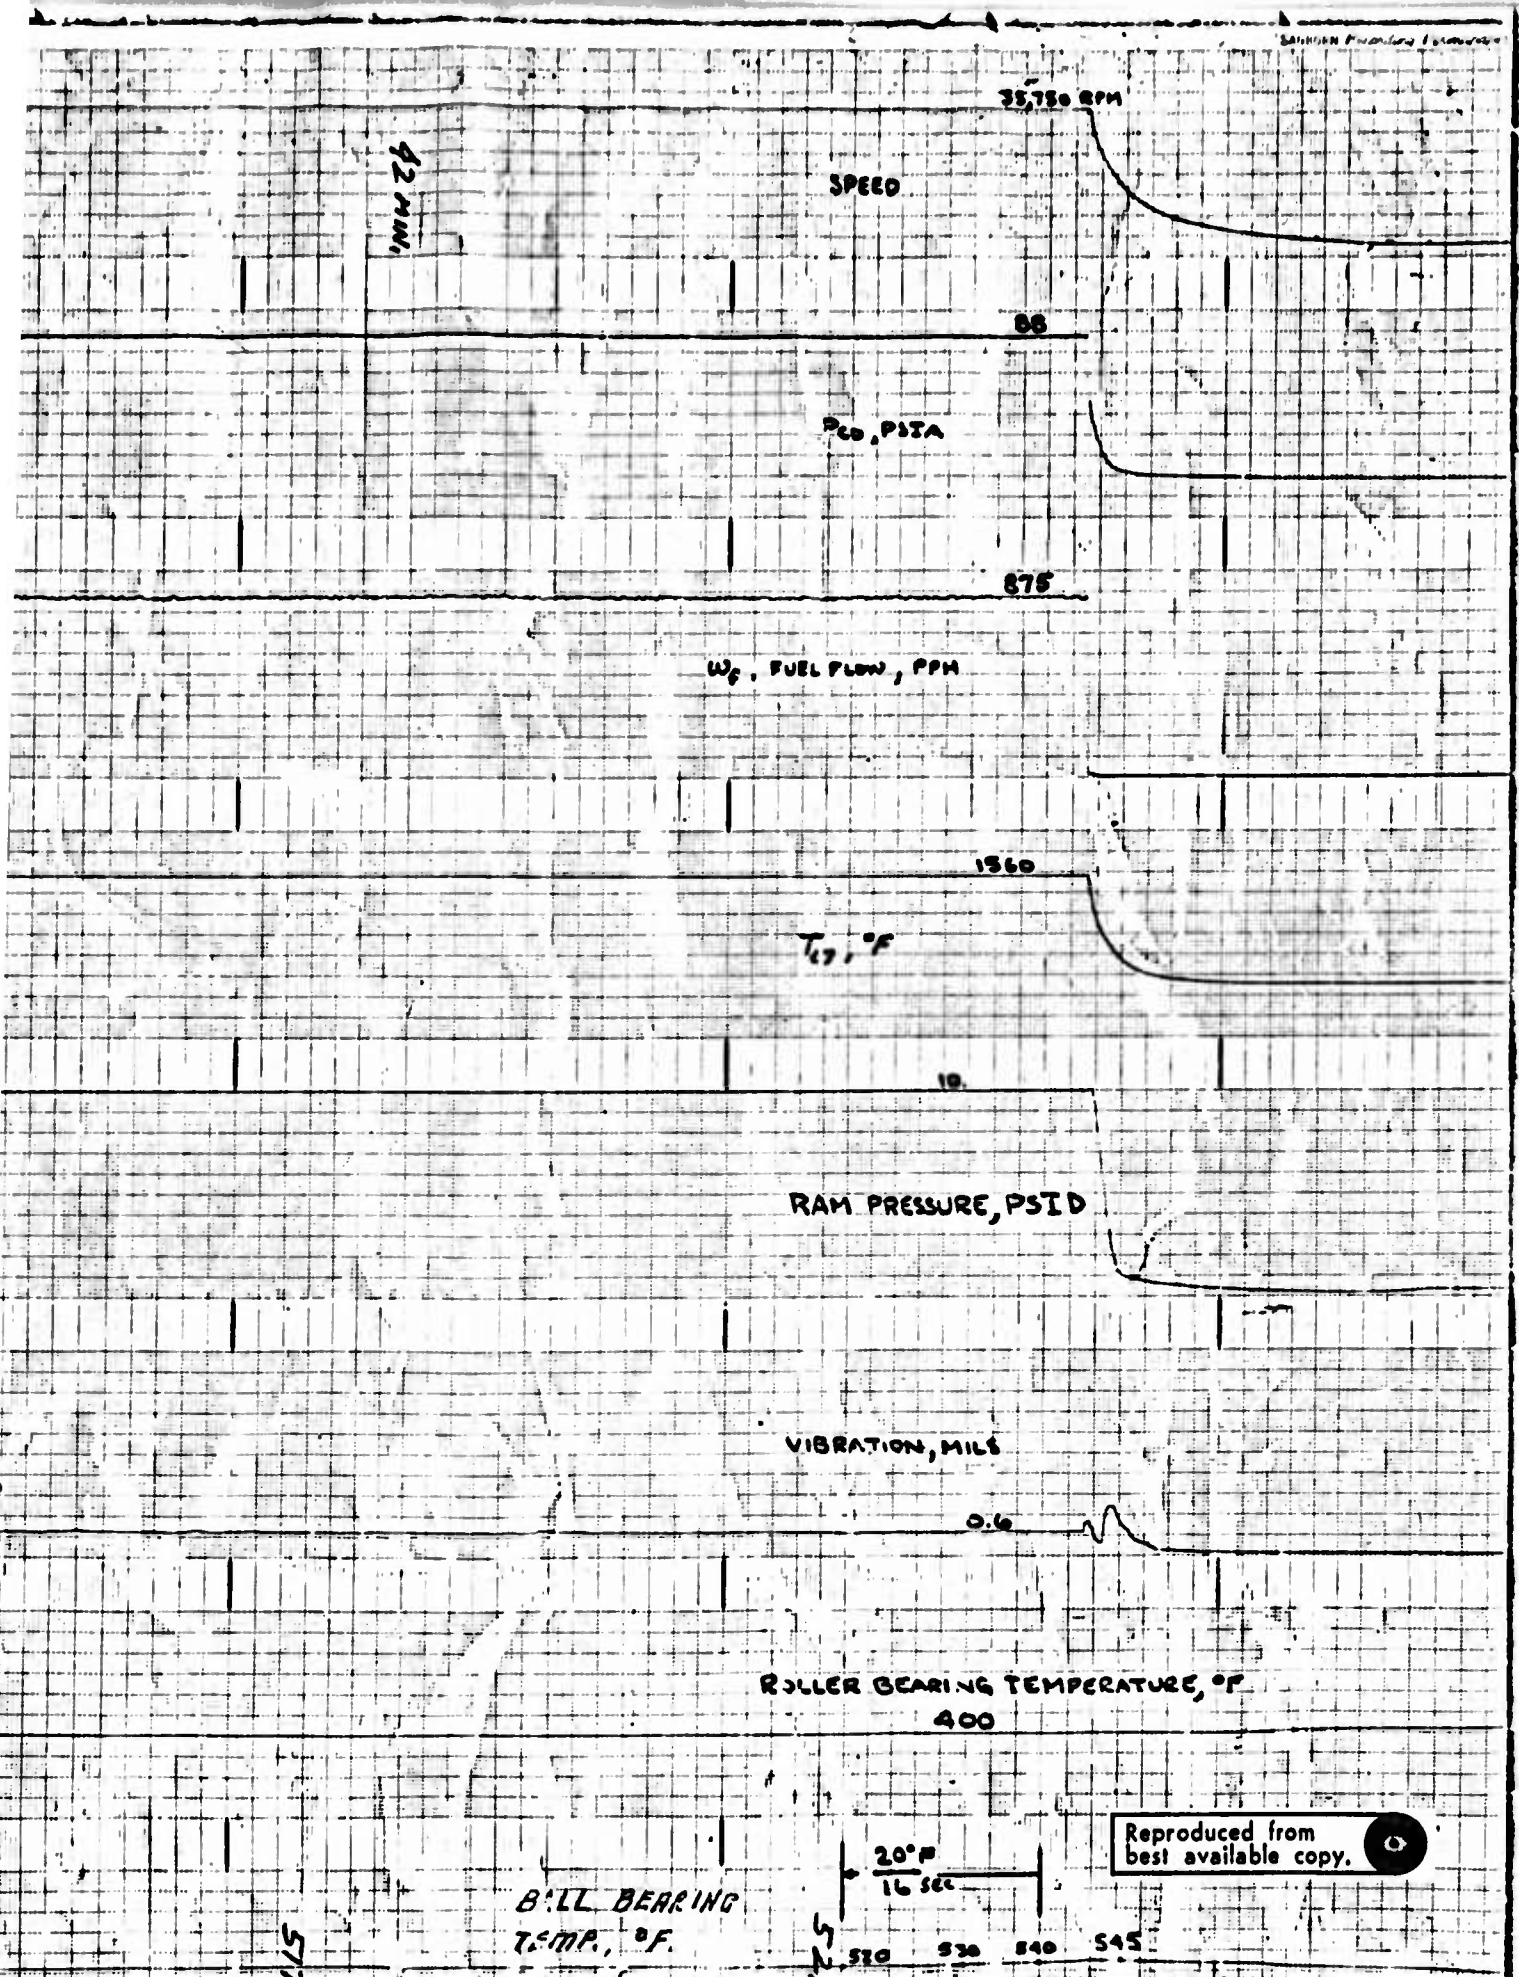 35,750 RPM
42 MIN.
SPEED
88
PCD, PSIA
875
Wf, FUEL FLOW, PPH
1560
°F
10.
RAM PRESSURE, PSID
VIBRATION, MILS
0.6
ROLLER BEARING TEMPERATURE, °F
400
Reproduced from
best available copy.
20°F
16 SEC
BALL BEARING
TEMP., °F.
520 530 540 545